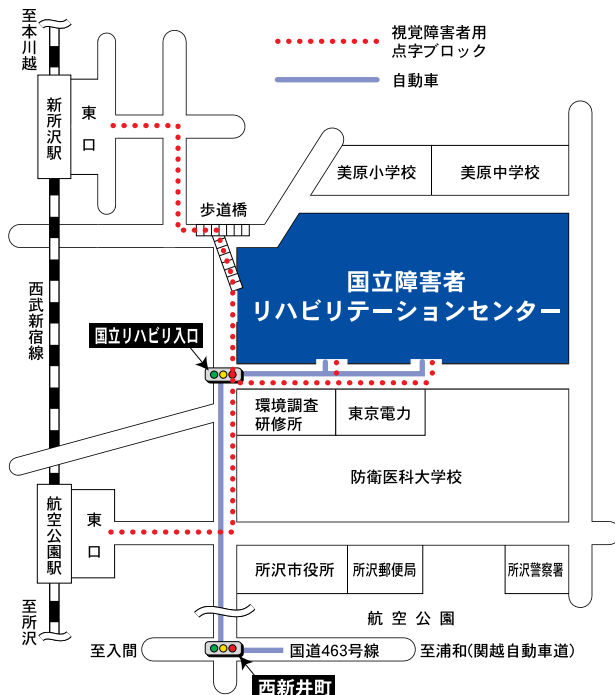 至本川越
視覚障害者用
点字ブロック
自動車
新所沢駅
東口
美原小学校
美原中学校
歩道橋
国立障害者
リハビリテーションセンター
西武新宿線
国立リハビリ入口
環境調査
研修所
東京電力
防衛医科大学校
航空公園駅
東口
所沢市役所
所沢郵便局
所沢警察署
至所沢
航空公園
至入間
国道463号線
至浦和(関越自動車道)
西新井町